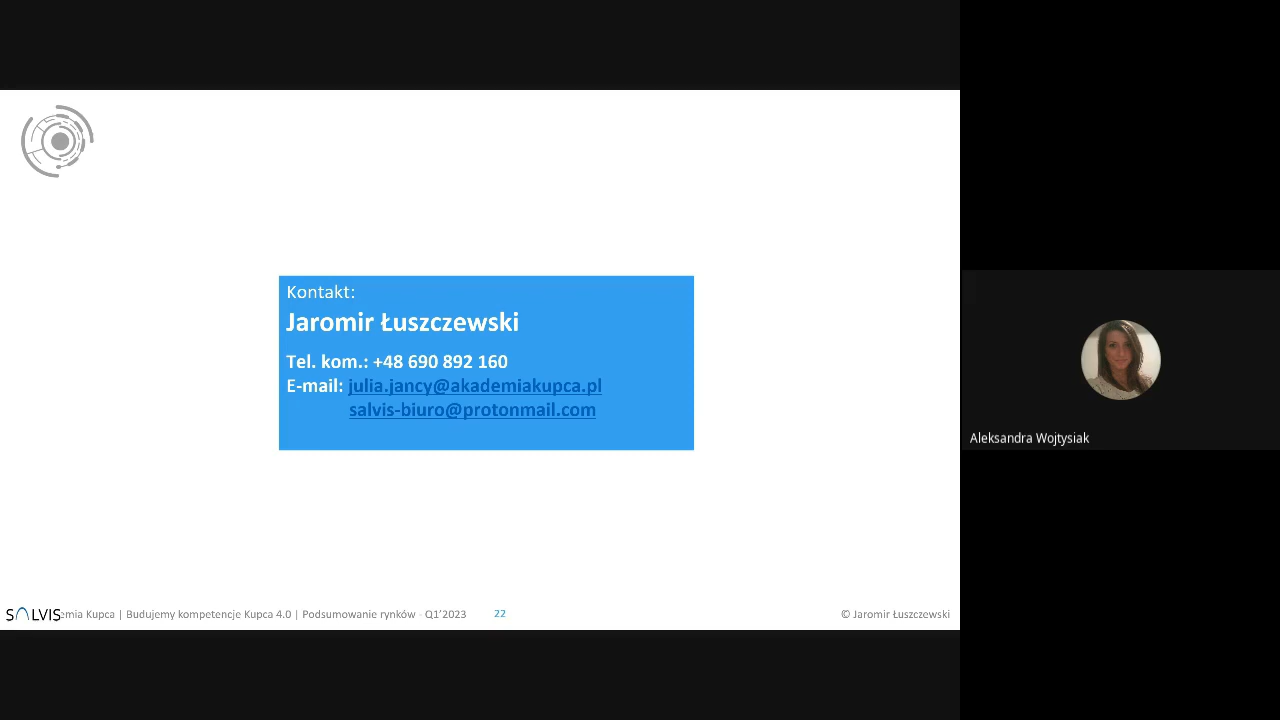 Kontakt:
Jaromir Łuszczewski
Tel. kom.: +48 690 892 160
E-mail: julia.jancy@akademiakupca.pl
salvis-biuro@protonmail.com
Aleksandra Wojtysiak
SALVIS
Kupca | Budujemy kompetencje Kupca 4.0 | Podsumowanie rynków - Q1'2023
22
© Jaromir Łuszczewski